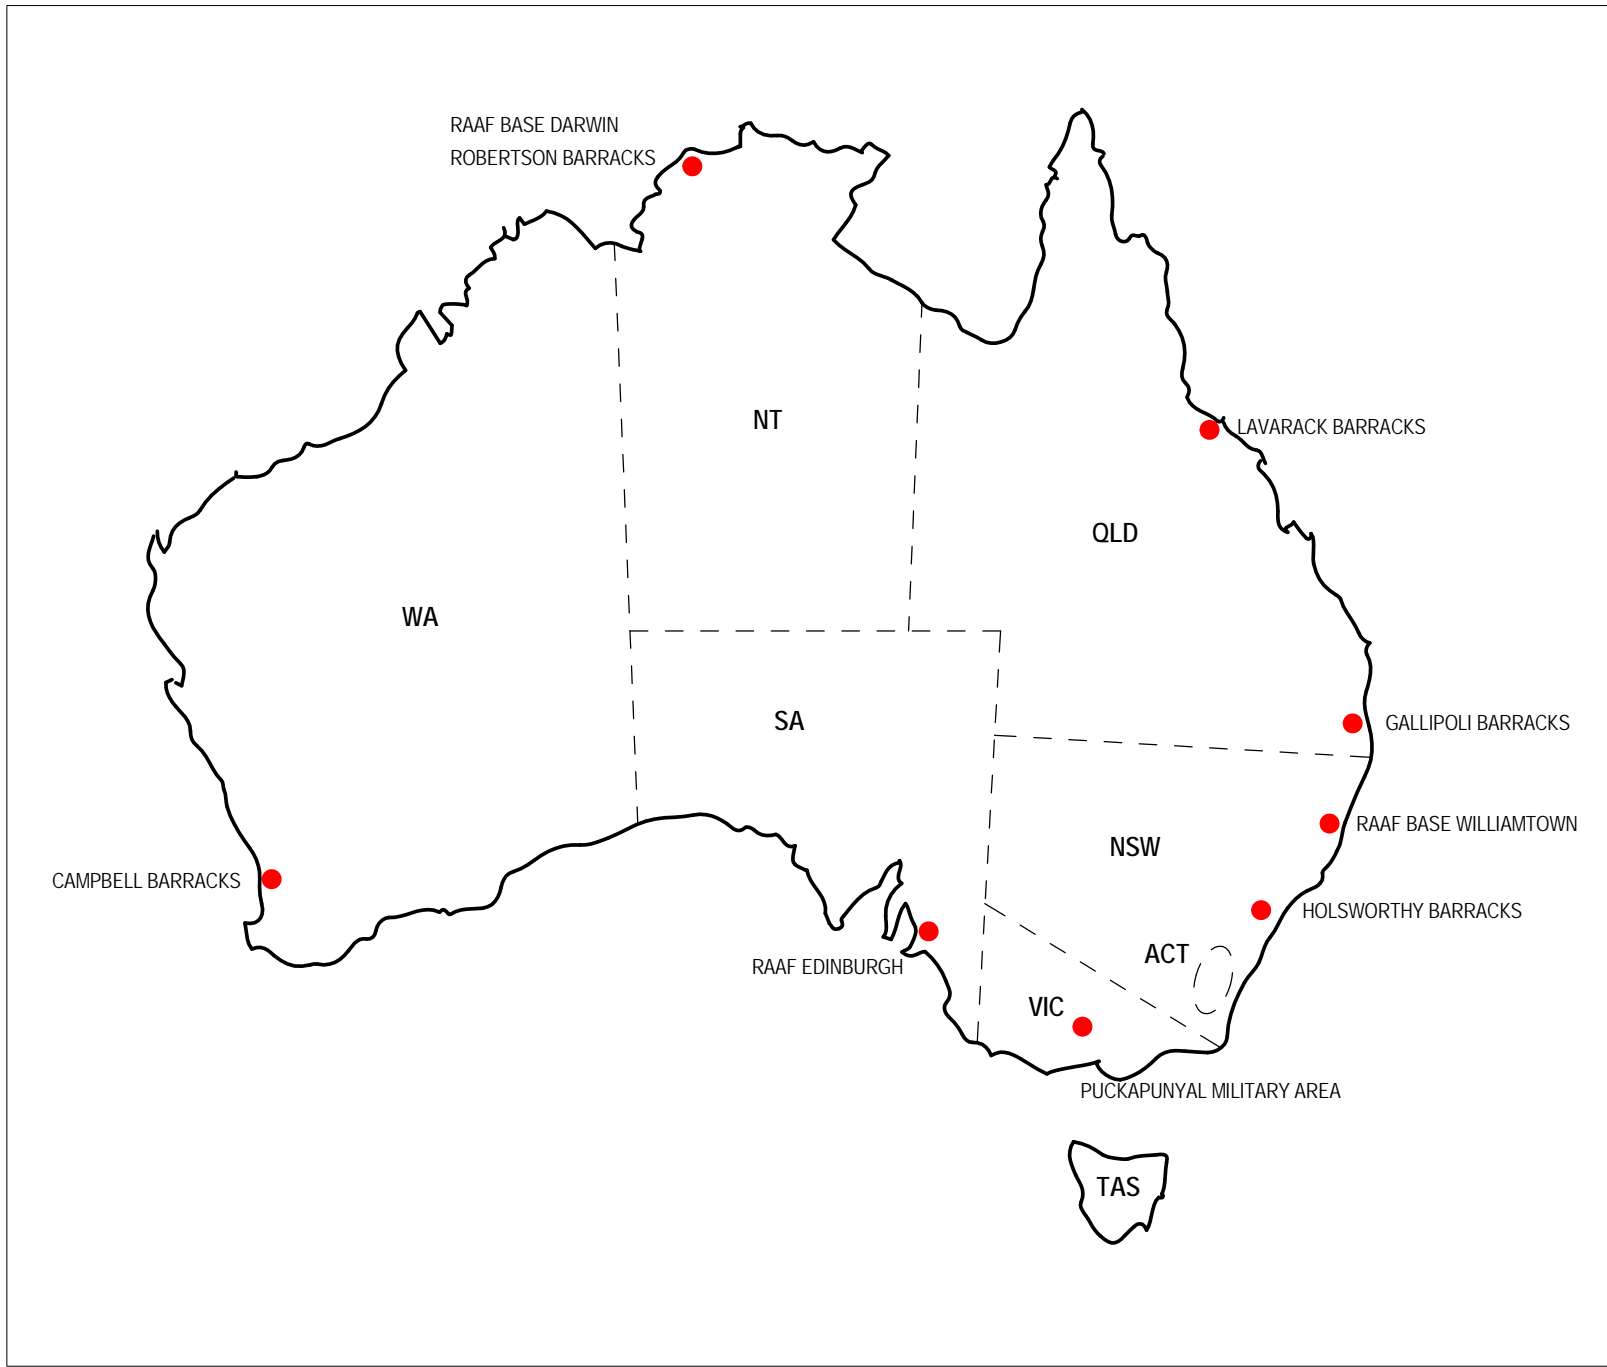 RAAF BASE DARWIN
ROBERTSON BARRACKS
NT
LAVARACK BARRACKS
QLD
WA
SA
GALLIPOLI BARRACKS
RAAF BASE WILLIAMTOWN
NSW
CAMPBELL BARRACKS
HOLSWORTHY BARRACKS
ACT
RAAF EDINBURGH
VIC
PUCKAPUNYAL MILITARY AREA
TAS